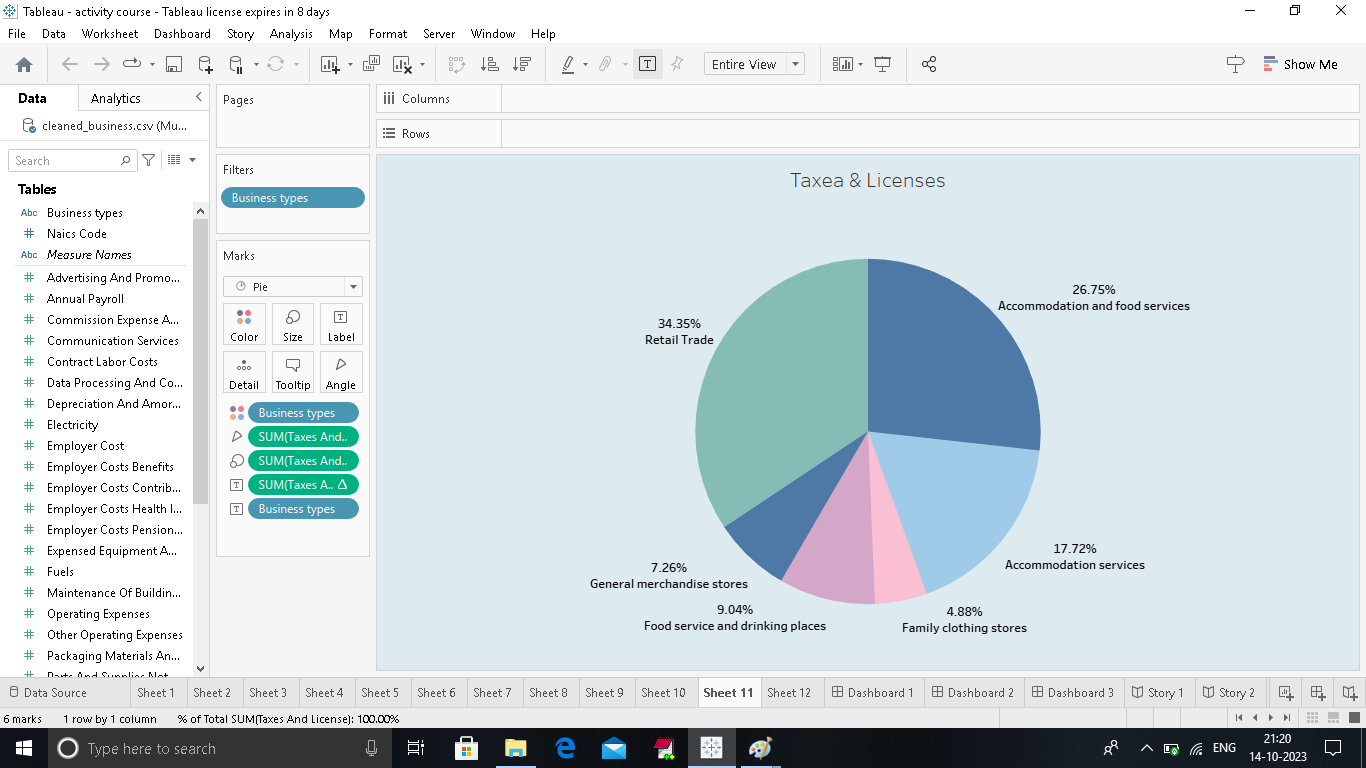 Tableau - activity course - Tableau license expires in 8 days
File Data Worksheet Dashboard Story Analysis Map Format Server Window Help
Entire View
Show Me
Data Analytics
cleaned_business.csv (Mu...
Search
Tables
Abc Business types
# Naics Code
Abc Measure Names
# Advertising And Promo...
# Annual Payroll
# Commission Expense A...
# Communication Services
# Contract Labor Costs
# Data Processing And Co...
# Depreciation And Amor...
# Electricity
# Employer Cost
# Employer Costs Benefits
# Employer Costs Contrib...
# Employer Costs Health I...
# Employer Costs Pension...
# Expensed Equipment A...
# Fuels
# Maintenance Of Buildin...
# Operating Expenses
# Other Operating Expenses
# Packaging Materials An...
# Parts And Supplies Not
Pages
Filters
Business types
Marks
Pie
Color Size Label
Detail Tooltip Angle
Business types
SUM(Taxes And..
SUM(Taxes And..
SUM(Taxes A.. Δ
Business types
Columns
Rows
Taxea & Licenses
26.75%
Accommodation and food services
34.35%
Retail Trade
17.72%
Accommodation services
7.26%
General merchandise stores
9.04%
Food service and drinking places
4.88%
Family clothing stores
Data Source Sheet 1 Sheet 2 Sheet 3 Sheet 4 Sheet 5 Sheet 6 Sheet 7 Sheet 8 Sheet 9 Sheet 10 Sheet 11 Sheet 12 Dashboard 1 Dashboard 2 Dashboard 3 Story 1 Story 2
6 marks 1 row by 1 column % of Total SUM(Taxes And License): 100.00%
Type here to search
ENG
21:20
14-10-2023